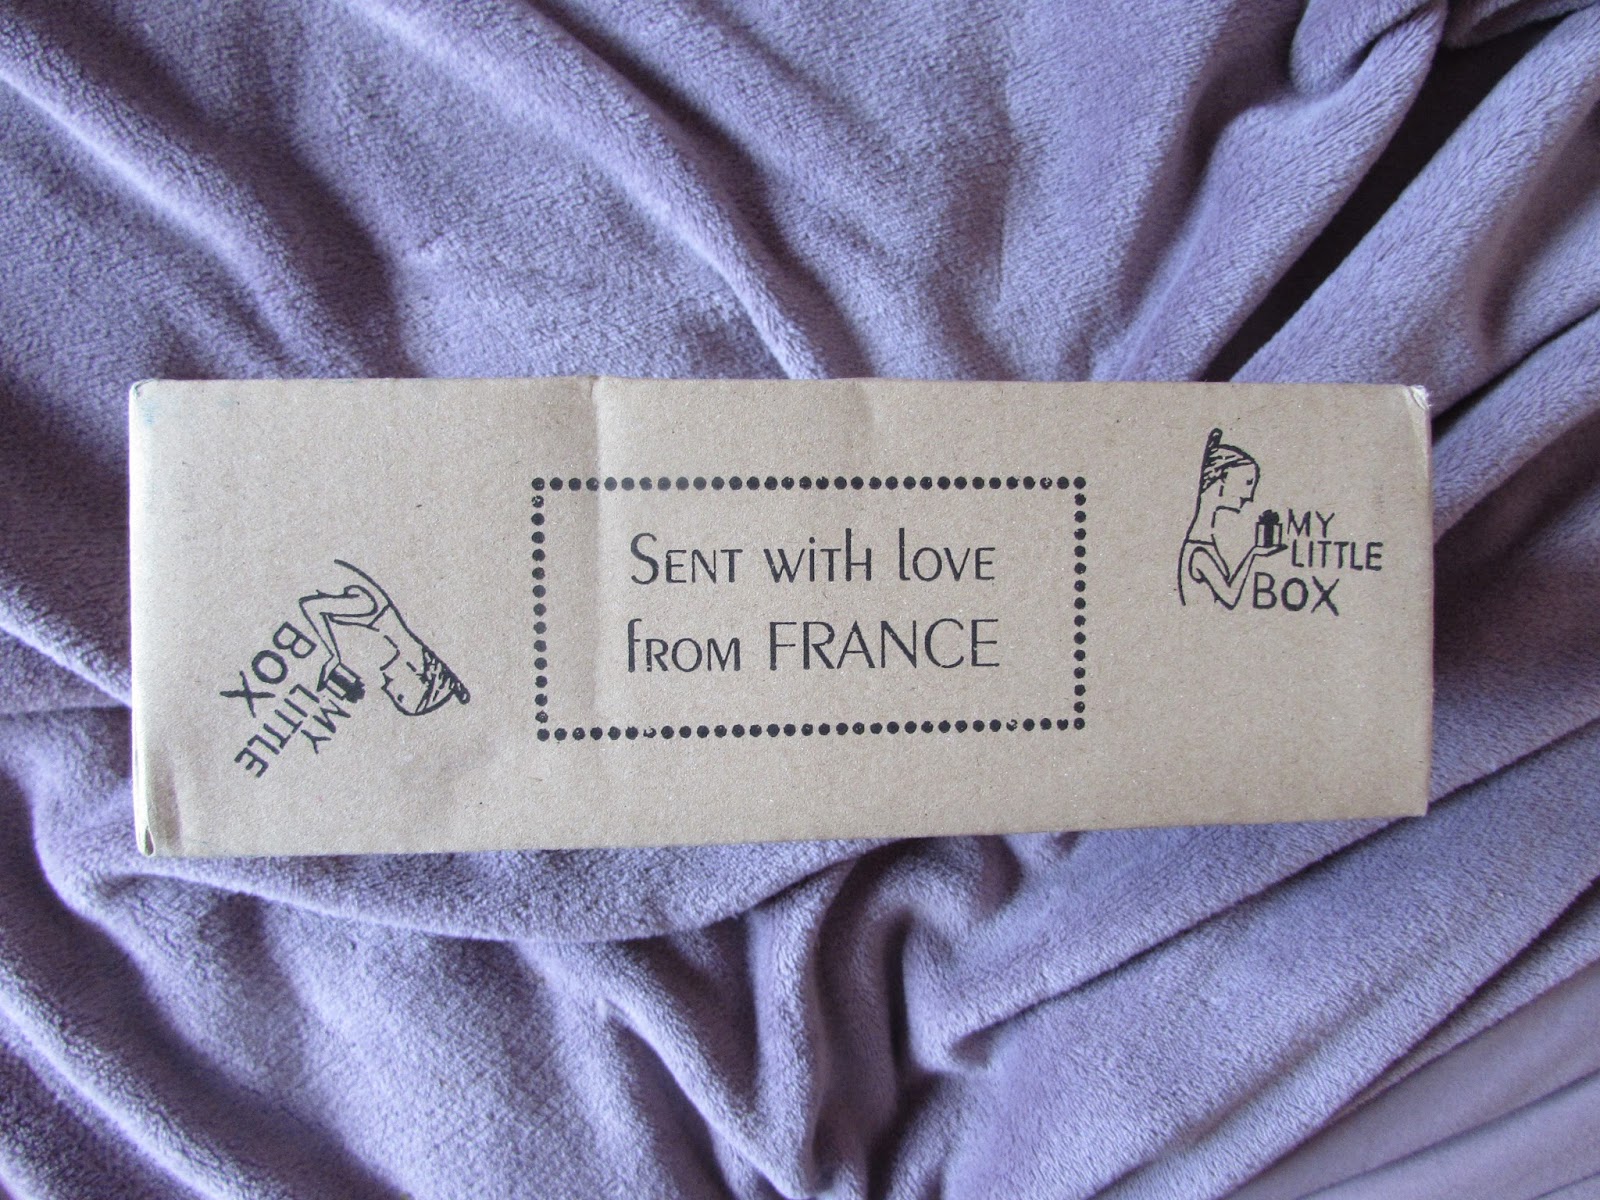 Sent with love
from FRANCE
MY
LITTLE
BOX
MY
LITTLE
BOX